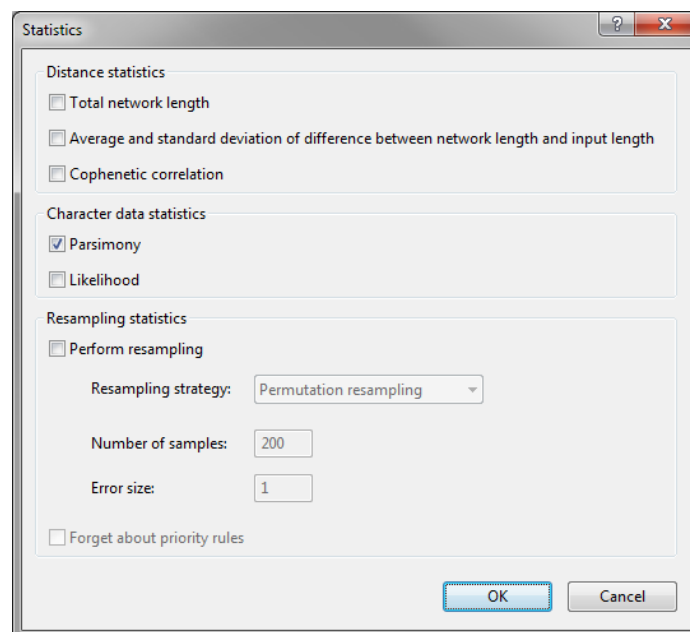 Statistics
?
Distance statistics
Total network length
Average and standard deviation of difference between network length and input length
Cophenetic correlation
Character data statistics
Parsimony
Likelihood
Resampling statistics
Perform resampling
Resampling strategy: Permutation resampling
Number of samples: 200
Error size: 1
Forget about priority rules
OK Cancel